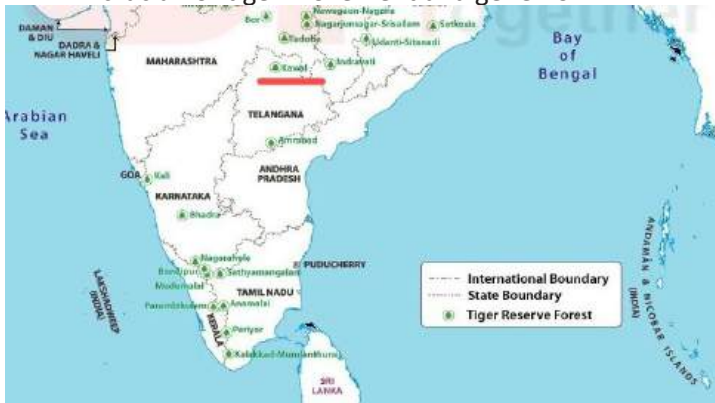 DAMAN
& DIU
DADRA &
NAGAR HAVELI
Bor
Nawegaon-Nagzira
Nagarjunsagar-Srisailam
Satkosia
Tadoba
Udanti-Sitanadi
MAHARASHTRA
Kawal
Indravati
Bay
of
Bengal
Arabian
Sea
TELANGANA
Amrabad
GOA
Kali
ANDHRA
PRADESH
KARNATAKA
Bhadra
Nagarahole
Bandipur
Sathyamangalam
PUDUCHERRY
Mudumalai
TAMIL NADU
Parambikulam
Anamalai
KERALA
Periyar
Kalakkad-Mundanthurai
LAKSHADWEEP
(INDIA)
SRI
LANKA
International Boundary
State Boundary
Tiger Reserve Forest
ANDAMAN & NICOBAR ISLANDS
(INDIA)